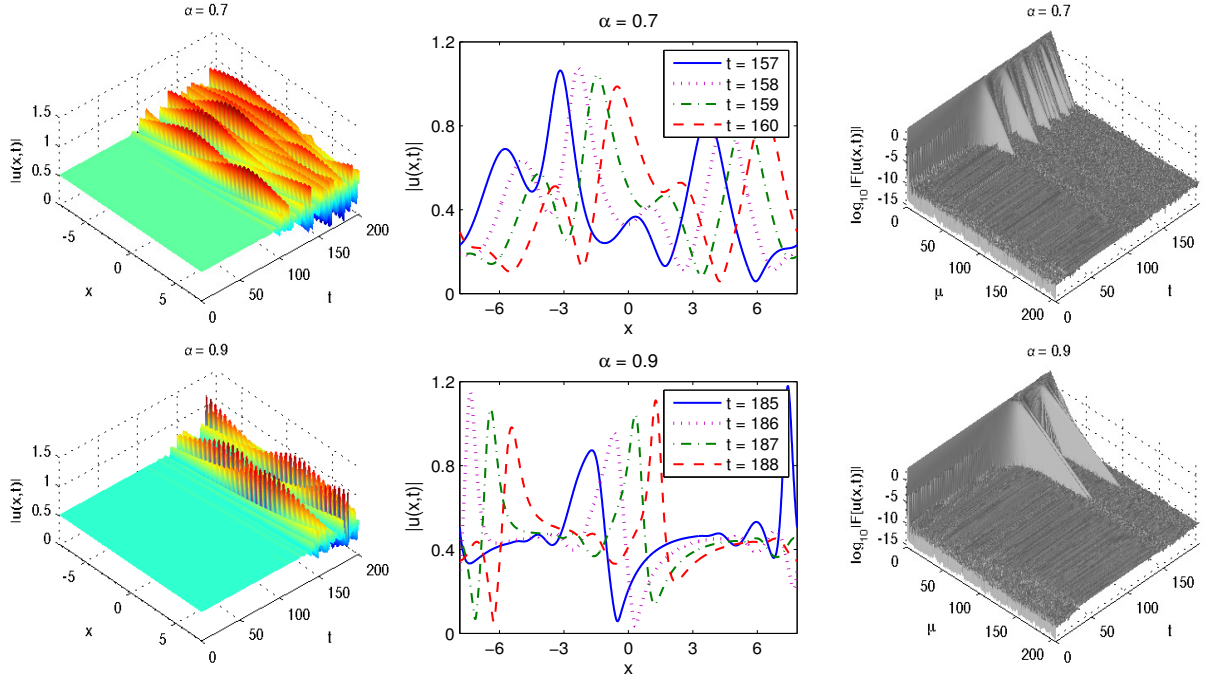 α = 0.7
|u(x,t)|
1.5
1
0.5
0
-5
0
5
x
0
50
100
150
200
t
α = 0.7
|u(x,t)|
1.2
0.8
0.4
0
-6
-3
0
3
6
x
t = 157
t = 158
t = 159
t = 160
α = 0.7
log10|F[u(x,t)]|
0
-5
-10
-15
0
50
100
150
200
μ
0
50
100
150
t
α = 0.9
|u(x,t)|
1.5
1
0.5
0
-5
0
5
x
0
50
100
150
200
t
α = 0.9
|u(x,t)|
1.2
0.8
0.4
0
-6
-3
0
3
6
x
t = 185
t = 186
t = 187
t = 188
α = 0.9
log10|F[u(x,t)]|
0
-5
-10
-15
0
50
100
150
200
μ
0
50
100
150
t